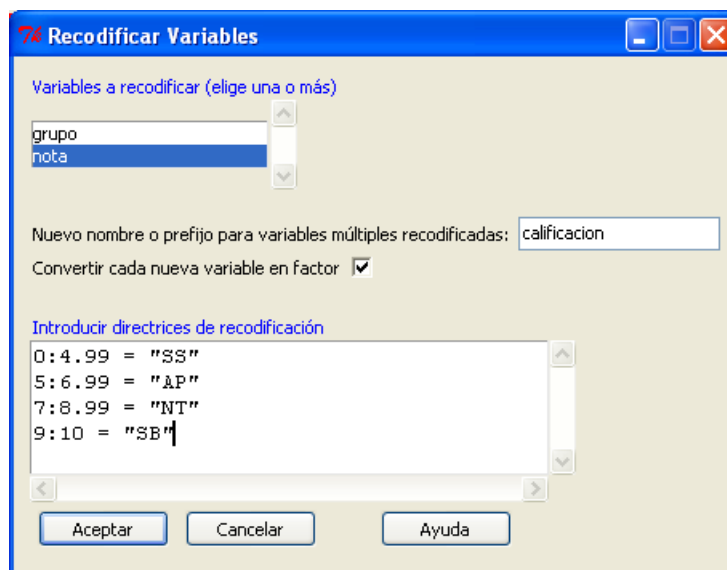 Recodificar Variables
Variables a recodificar (elige una o más)
grupo
nota
Nuevo nombre o prefijo para variables múltiples recodificadas: calificacion
Convertir cada nueva variable en factor
Introducir directrices de recodificación
0:4.99 = "SS"
5:6.99 = "AP"
7:8.99 = "NT"
9:10 = "SB"
Aceptar Cancelar Ayuda